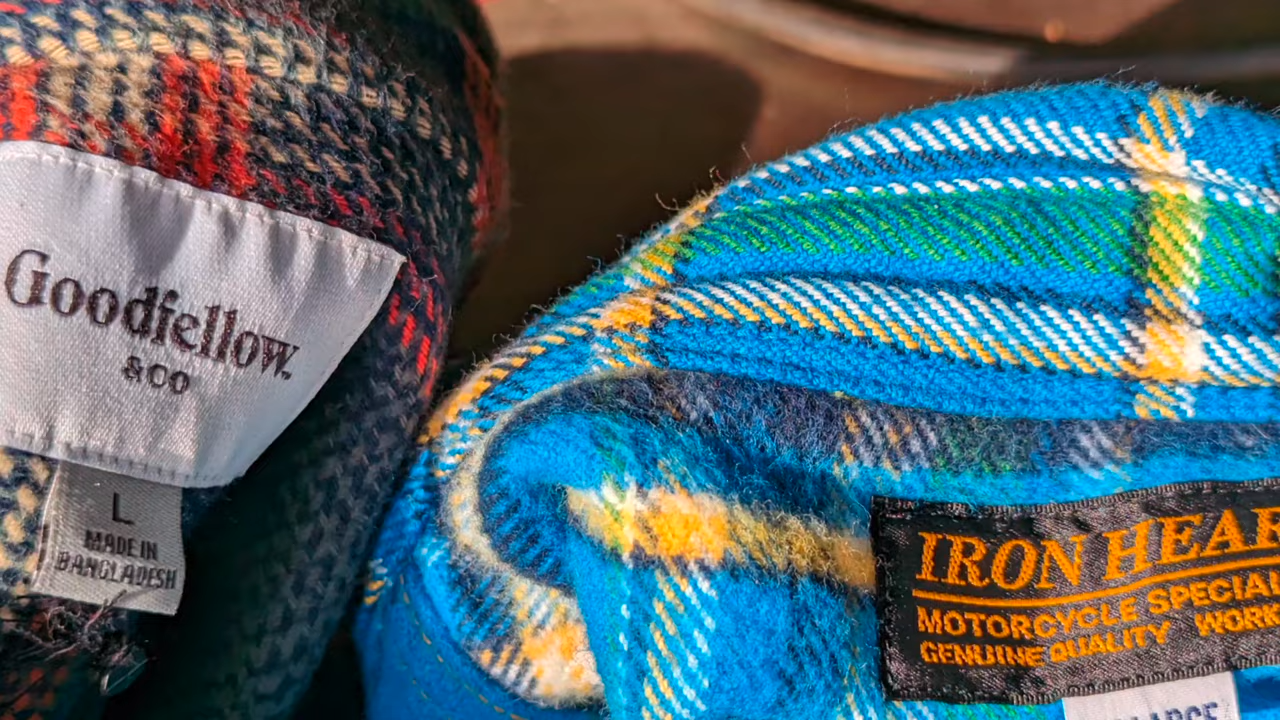 Goodfellow.
&CO
L
MADE IN
BANGLADESH
IRON HEAR
MOTORCYCLE SPECIAL
GENUINE QUALITY WORK